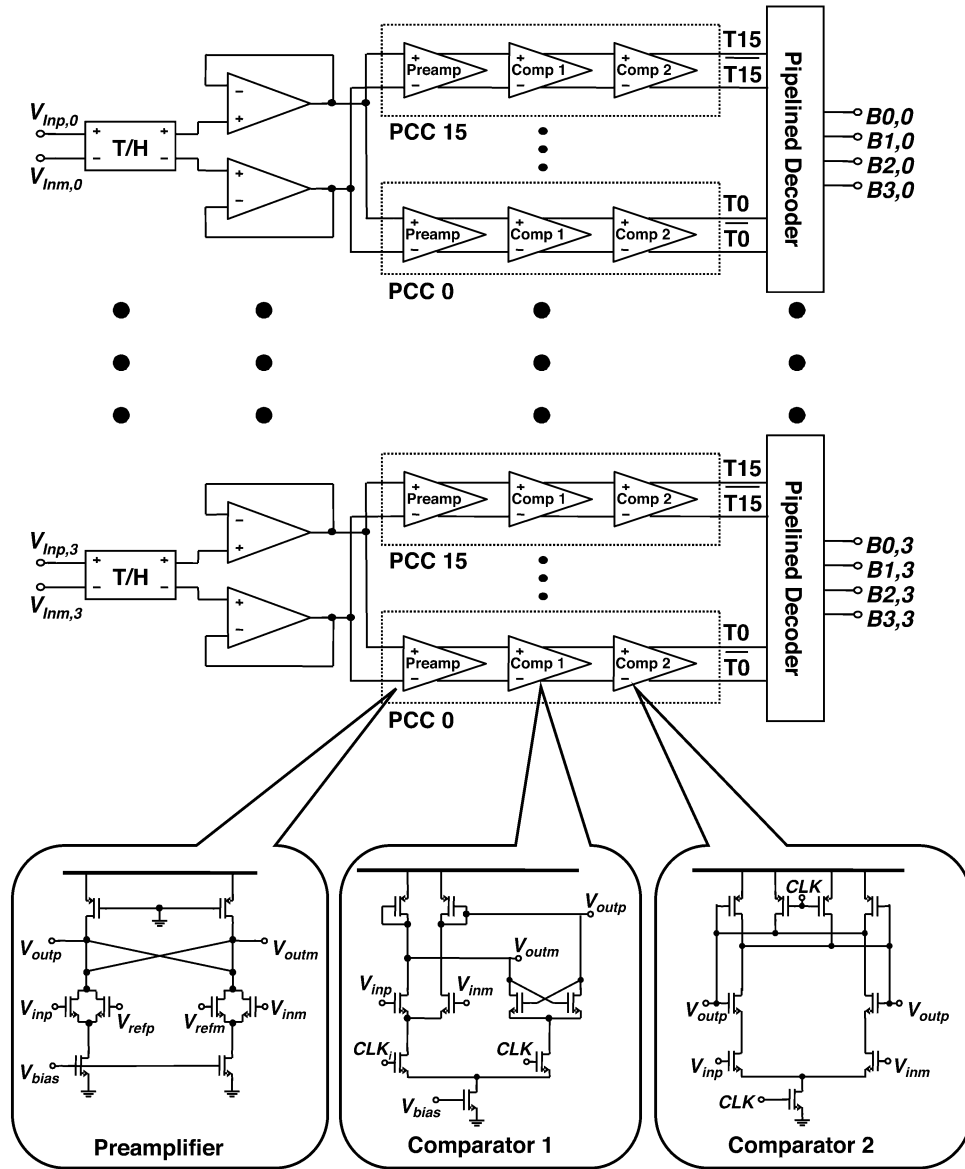 T15
Preamp
Comp 1
Comp 2
T15
PCC 15
V_Inp,0
T/H
V_Inm,0
T0
Preamp
Comp 1
Comp 2
T0
PCC 0
Pipelined Decoder
B0,0
B1,0
B2,0
B3,0
T15
Preamp
Comp 1
Comp 2
T15
PCC 15
V_Inp,3
T/H
V_Inm,3
T0
Preamp
Comp 1
Comp 2
T0
PCC 0
Pipelined Decoder
B0,3
B1,3
B2,3
B3,3
V_outp
V_outm
V_inp
V_refp
V_refm
V_inm
V_bias
Preamplifier
V_outp
V_outm
V_inp
V_inm
CLK_i
CLK
V_bias
Comparator 1
CLK
V_outp
V_outp
V_inp
V_inm
CLK
Comparator 2